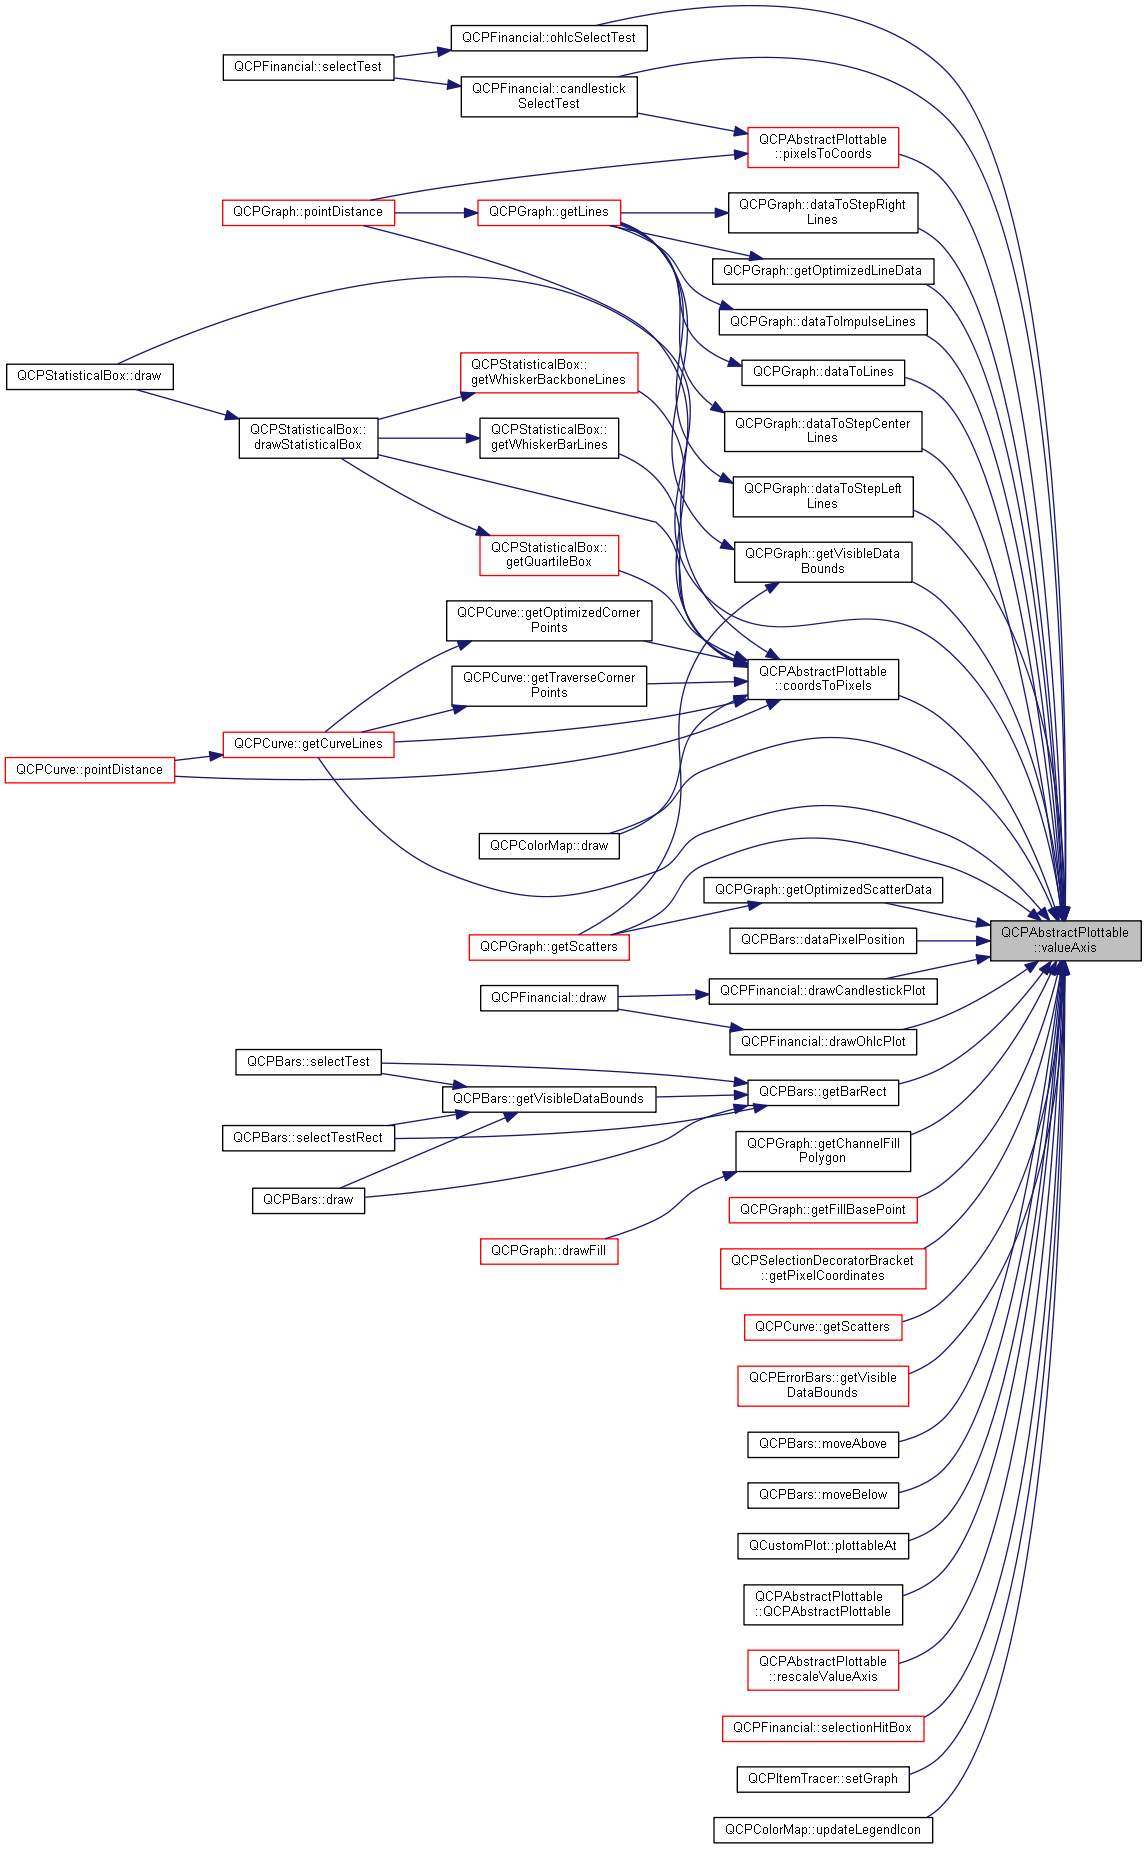 QCPFinancial::ohlcSelectTest
QCPFinancial::selectTest
QCPFinancial::candlestick
SelectTest
QCPAbstractPlottable
::pixelsToCoords
QCPGraph::pointDistance
QCPGraph::getLines
QCPGraph::dataToStepRight
Lines
QCPGraph::getOptimizedLineData
QCPGraph::dataToImpulseLines
QCPGraph::dataToLines
QCPStatisticalBox::draw
QCPStatisticalBox::
getWhiskerBackboneLines
QCPStatisticalBox::
drawStatisticalBox
QCPStatisticalBox::
getWhiskerBarLines
QCPGraph::dataToStepCenter
Lines
QCPGraph::dataToStepLeft
Lines
QCPStatisticalBox::
getQuartileBox
QCPGraph::getVisibleData
Bounds
QCPCurve::getOptimizedCorner
Points
QCPCurve::getTraverseCorner
Points
QCPAbstractPlottable
::coordsToPixels
QCPCurve::getCurveLines
QCPCurve::pointDistance
QCPColorMap::draw
QCPGraph::getOptimizedScatterData
QCPGraph::getScatters
QCPBars::dataPixelPosition
QCPAbstractPlottable
::valueAxis
QCPFinancial::draw
QCPFinancial::drawCandlestickPlot
QCPFinancial::drawOhlcPlot
QCPBars::selectTest
QCPBars::getVisibleDataBounds
QCPBars::getBarRect
QCPBars::selectTestRect
QCPGraph::getChannelFill
Polygon
QCPBars::draw
QCPGraph::getFillBasePoint
QCPGraph::drawFill
QCPSelectionDecoratorBracket
::getPixelCoordinates
QCPCurve::getScatters
QCPErrorBars::getVisible
DataBounds
QCPBars::moveAbove
QCPBars::moveBelow
QCustomPlot::plottableAt
QCPAbstractPlottable
::QCPAbstractPlottable
QCPAbstractPlottable
::rescaleValueAxis
QCPFinancial::selectionHitBox
QCPItemTracer::setGraph
QCPColorMap::updateLegendIcon